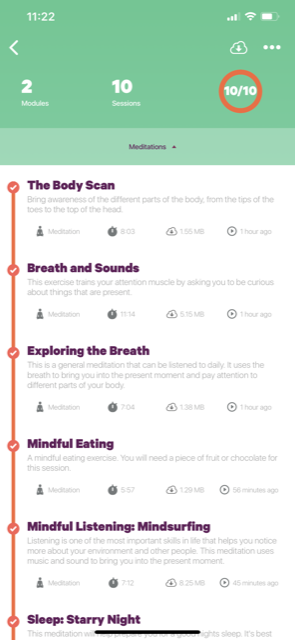 11:22
2
10
10/10
Modules
Sessions
Meditations
The Body Scan
Bring awareness of the different parts of the body, from the tips of the
toes to the top of the head.
Meditation 8:03 1.55 MB 1 hour ago
Breath and Sounds
This exercise trains your attention muscle by asking you to be curious
about things that are present.
Meditation 11:14 5.15 MB 1 hour ago
Exploring the Breath
This is a general meditation that can be listened to daily. It uses the
breath to bring you into the present moment and pay attention to
different parts of your body.
Meditation 7:04 1.38 MB 1 hour ago
Mindful Eating
A mindful eating exercise. You will need a piece of fruit or chocolate for
this session.
Meditation 5:57 1.29 MB 56 minutes ago
Mindful Listening: Mindsurfing
Listening is one of the most important skills in life that helps you notice
more about your environment and other people. This meditation uses
music and sound to bring you into the present moment.
Meditation 7:12 8.25 MB 45 minutes ago
Sleep: Starry Night
This meditation will help prepare you for a good nights sleep. It's best